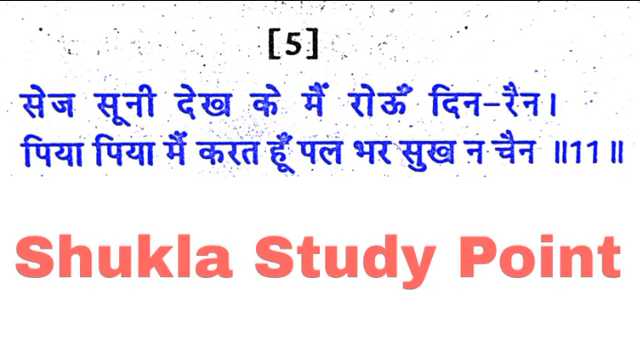 [5]
सेज सूनी देख के मैं रोऊँ दिन-रैन।
पिया पिया मैं करत हूँ पल भर सुख न चैन ॥11॥
Shukla Study Point